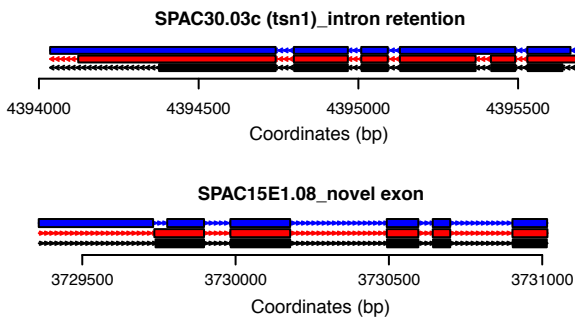 SPAC30.03c (tsn1)_intron retention
4394000 4394500 4395000 4395500
Coordinates (bp)
SPAC15E1.08_novel exon
3729500 3730000 3730500 3731000
Coordinates (bp)